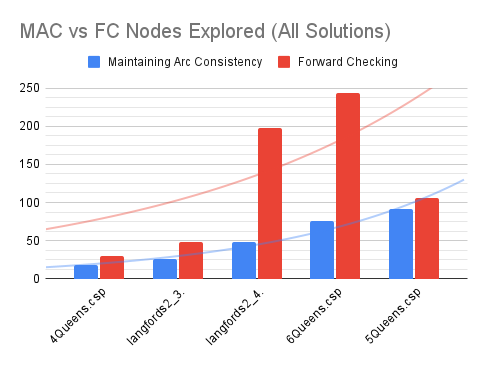 MAC vs FC Nodes Explored (All Solutions)
Maintaining Arc Consistency
Forward Checking
250
200
150
100
50
0
4Queens.csp
langfords2_3.
langfords2_4.
6Queens.csp
5Queens.csp